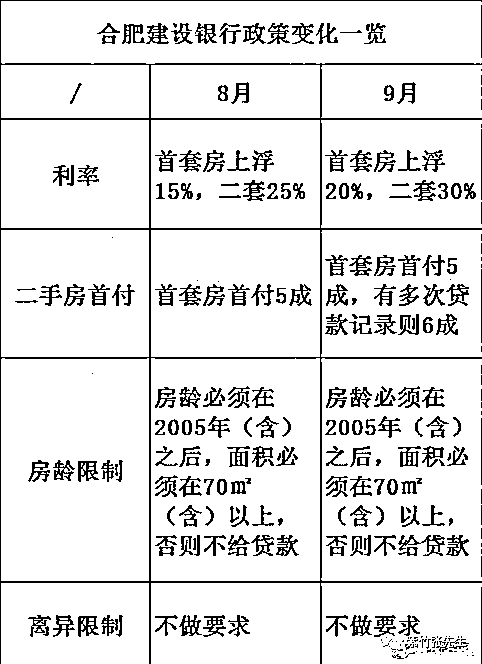 合肥建设银行政策变化一览
/
8月
9月
利率
首套房上浮
15%，二套25%
首套房上浮
20%，二套30%
二手房首付
首套房首付5成
首套房首付5
成，有多次贷
款记录则6成
房龄限制
房龄必须在
2005年（含）
之后，面积必
须在70㎡
（含）以上，
否则不给贷款
房龄必须在
2005年（含）
之后，面积必
须在70㎡
（含）以上，
否则不给贷款
离异限制
不做要求
不做要求